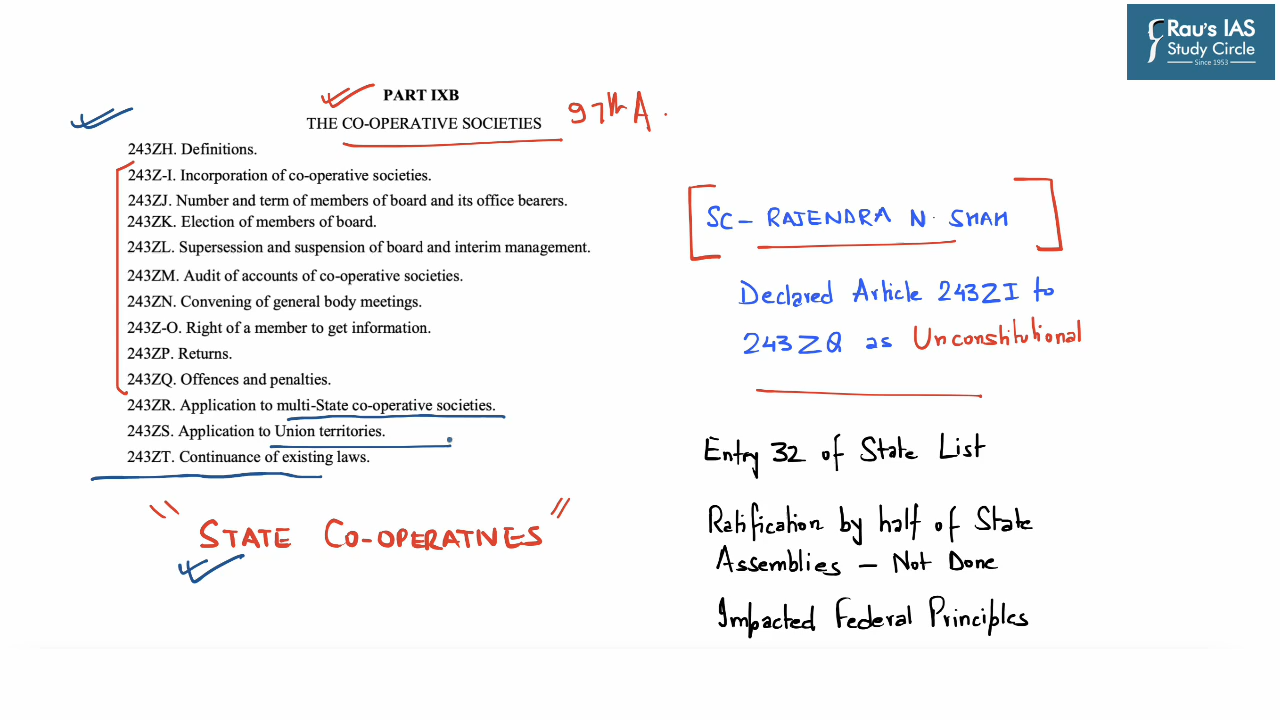 Rau's IAS
Study Circle
Since 1953
PART IXB
THE CO-OPERATIVE SOCIETIES
97th A.
243ZH. Definitions.
243Z-I. Incorporation of co-operative societies.
243ZJ. Number and term of members of board and its office bearers.
243ZK. Election of members of board.
243ZL. Supersession and suspension of board and interim management.
243ZM. Audit of accounts of co-operative societies.
243ZN. Convening of general body meetings.
243Z-O. Right of a member to get information.
243ZP. Returns.
243ZQ. Offences and penalties.
243ZR. Application to multi-State co-operative societies.
243ZS. Application to Union territories.
243ZT. Continuance of existing laws.
"STATE CO-OPERATIVES"
SC - RAJENDRA N. SHAH
Declared Article 243ZI to
243ZQ as Unconstitutional
Entry 32 of State List
Ratification by half of State
Assemblies - Not Done
Impacted Federal Principles